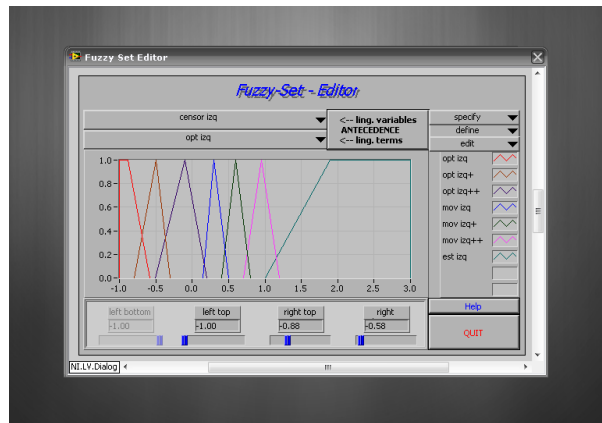 Fuzzy Set Editor
Fuzzy-Set - Editor
censor izq
opt izq
<-- ling. variables
ANTECEDENCE
<-- ling. terms
specify
define
edit
opt izq
opt izq+
opt izq++
mov izq
mov izq+
mov izq++
est izq
1.0
0.8
0.6
0.4
0.2
0.0
-1.0 -0.5 0.0 0.5 1.0 1.5 2.0 2.5 3.0
left bottom left top right top right
-1.00 -1.00 -0.88 -0.58
Help
QUIT
NI.LV.Dialog